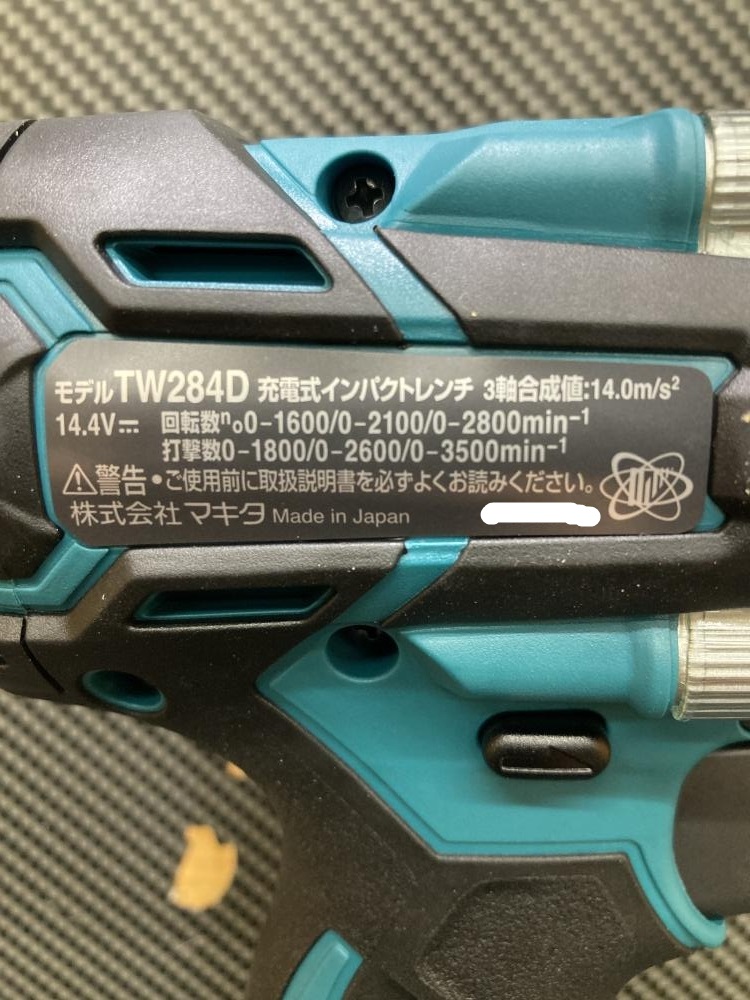 モデルTW284D 充電式インパクトレンチ 3軸合成値:14.0m/s²
14.4V⎓ 回転数n₀0-1600/0-2100/0-2800min⁻¹
打撃数0-1800/0-2600/0-3500min⁻¹
⚠警告・ご使用前に取扱説明書を必ずよくお読みください。
株式会社マキタ Made in Japan